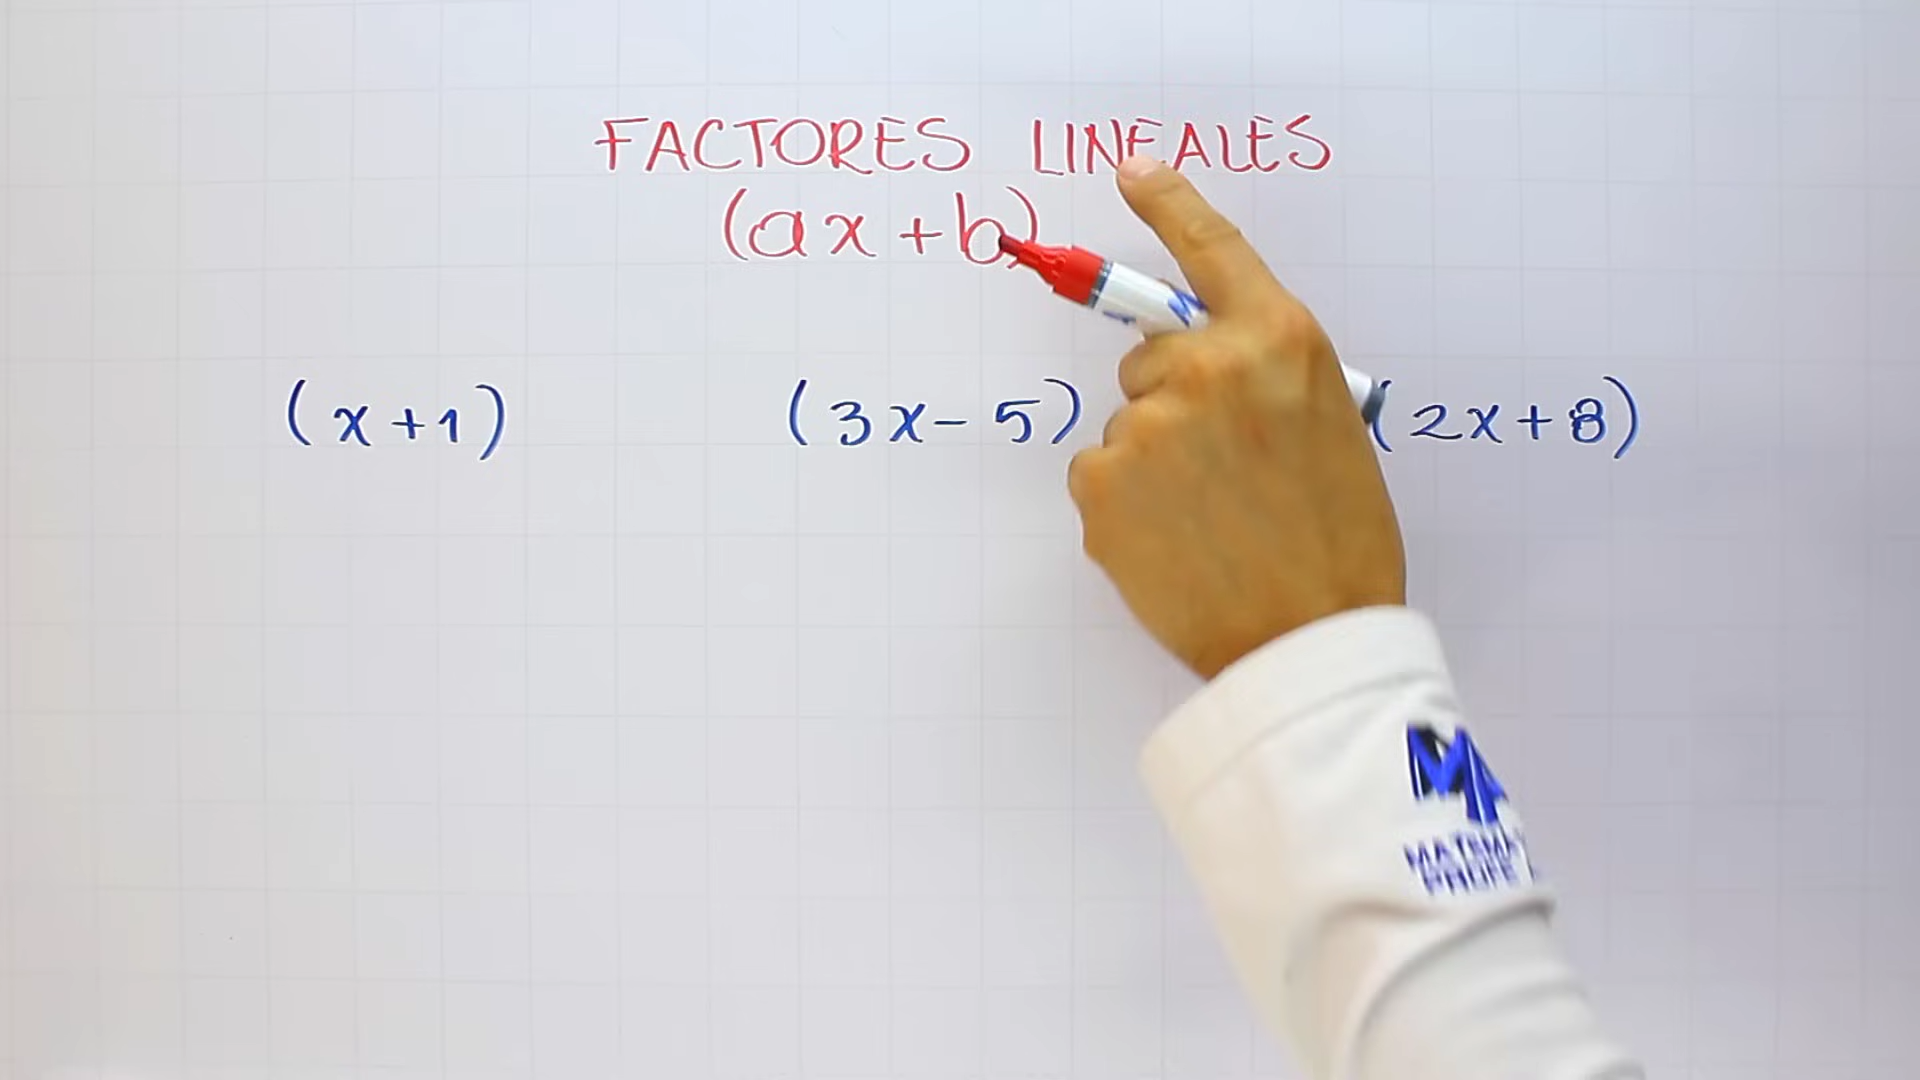 FACTORES LINEALES
(ax+b)
(x+1) (3x-5) (2x+8)